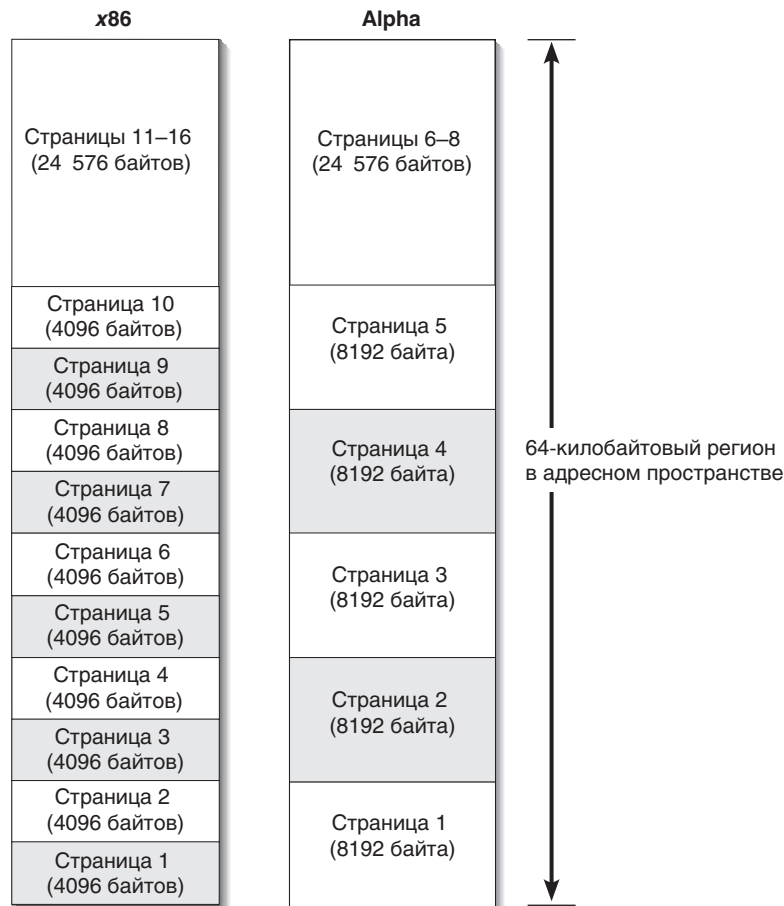 x86
Страницы 11–16
(24 576 байтов)
Страница 10
(4096 байтов)
Страница 9
(4096 байтов)
Страница 8
(4096 байтов)
Страница 7
(4096 байтов)
Страница 6
(4096 байтов)
Страница 5
(4096 байтов)
Страница 4
(4096 байтов)
Страница 3
(4096 байтов)
Страница 2
(4096 байтов)
Страница 1
(4096 байтов)
Alpha
Страницы 6–8
(24 576 байтов)
Страница 5
(8192 байта)
Страница 4
(8192 байта)
Страница 3
(8192 байта)
Страница 2
(8192 байта)
Страница 1
(8192 байта)
64-килобайтовый регион
в адресном пространстве